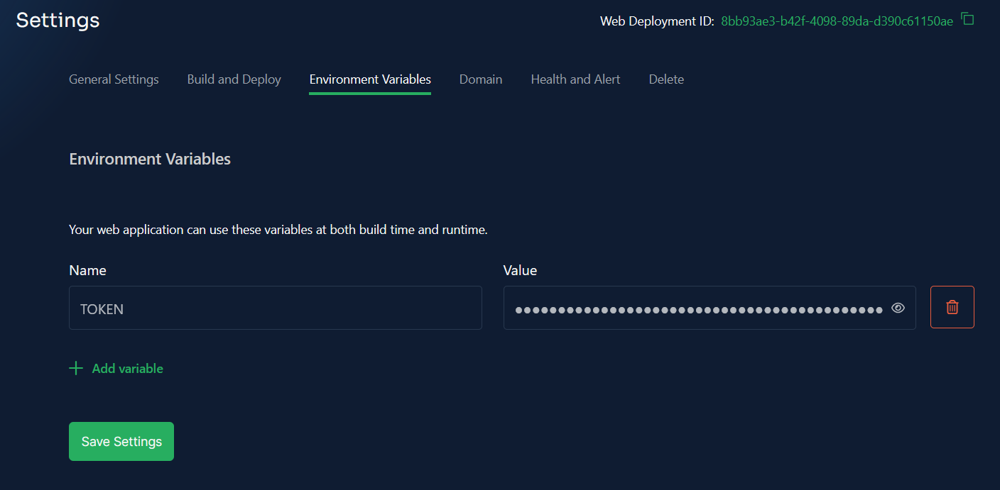 Settings
Web Deployment ID: 8bb93ae3-b42f-4098-89da-d390c61150ae
General Settings Build and Deploy Environment Variables Domain Health and Alert Delete
Environment Variables
Your web application can use these variables at both build time and runtime.
Name Value
TOKEN ●●●●●●●●●●●●●●●●●●●●●●●●●●●●●●●●●●●●●●●●●●●
Add variable
Save Settings